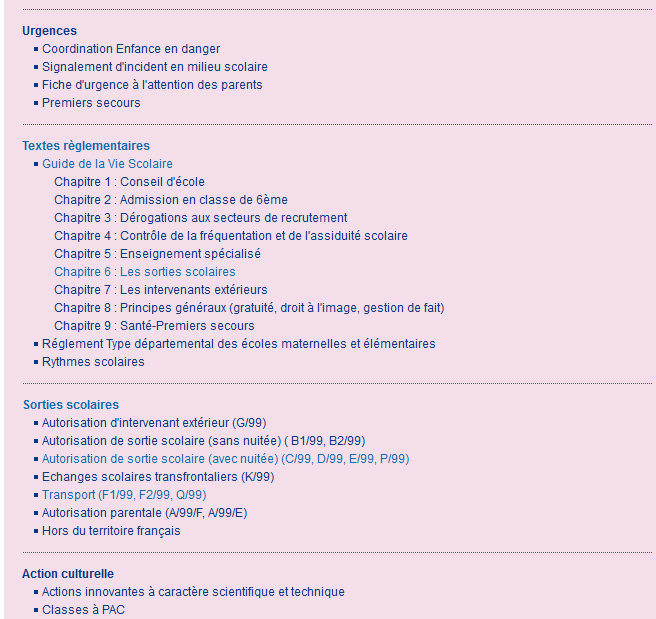 Urgences
Coordination Enfance en danger
Signalement d'incident en milieu scolaire
Fiche d'urgence à l'attention des parents
Premiers secours
Textes règlementaires
Guide de la Vie Scolaire
Chapitre 1 : Conseil d'école
Chapitre 2 : Admission en classe de 6ème
Chapitre 3 : Dérogations aux secteurs de recrutement
Chapitre 4 : Contrôle de la fréquentation et de l'assiduité scolaire
Chapitre 5 : Enseignement spécialisé
Chapitre 6 : Les sorties scolaires
Chapitre 7 : Les intervenants extérieurs
Chapitre 8 : Principes généraux (gratuité, droit à l'image, gestion de fait)
Chapitre 9 : Santé-Premiers secours
Réglement Type départemental des écoles maternelles et élémentaires
Rythmes scolaires
Sorties scolaires
Autorisation d'intervenant extérieur (G/99)
Autorisation de sortie scolaire (sans nuitée) ( B1/99, B2/99)
Autorisation de sortie scolaire (avec nuitée) (C/99, D/99, E/99, P/99)
Echanges scolaires transfrontaliers (K/99)
Transport (F1/99, F2/99, Q/99)
Autorisation parentale (A/99/F, A/99/E)
Hors du territoire français
Action culturelle
Actions innovantes à caractère scientifique et technique
Classes à PAC